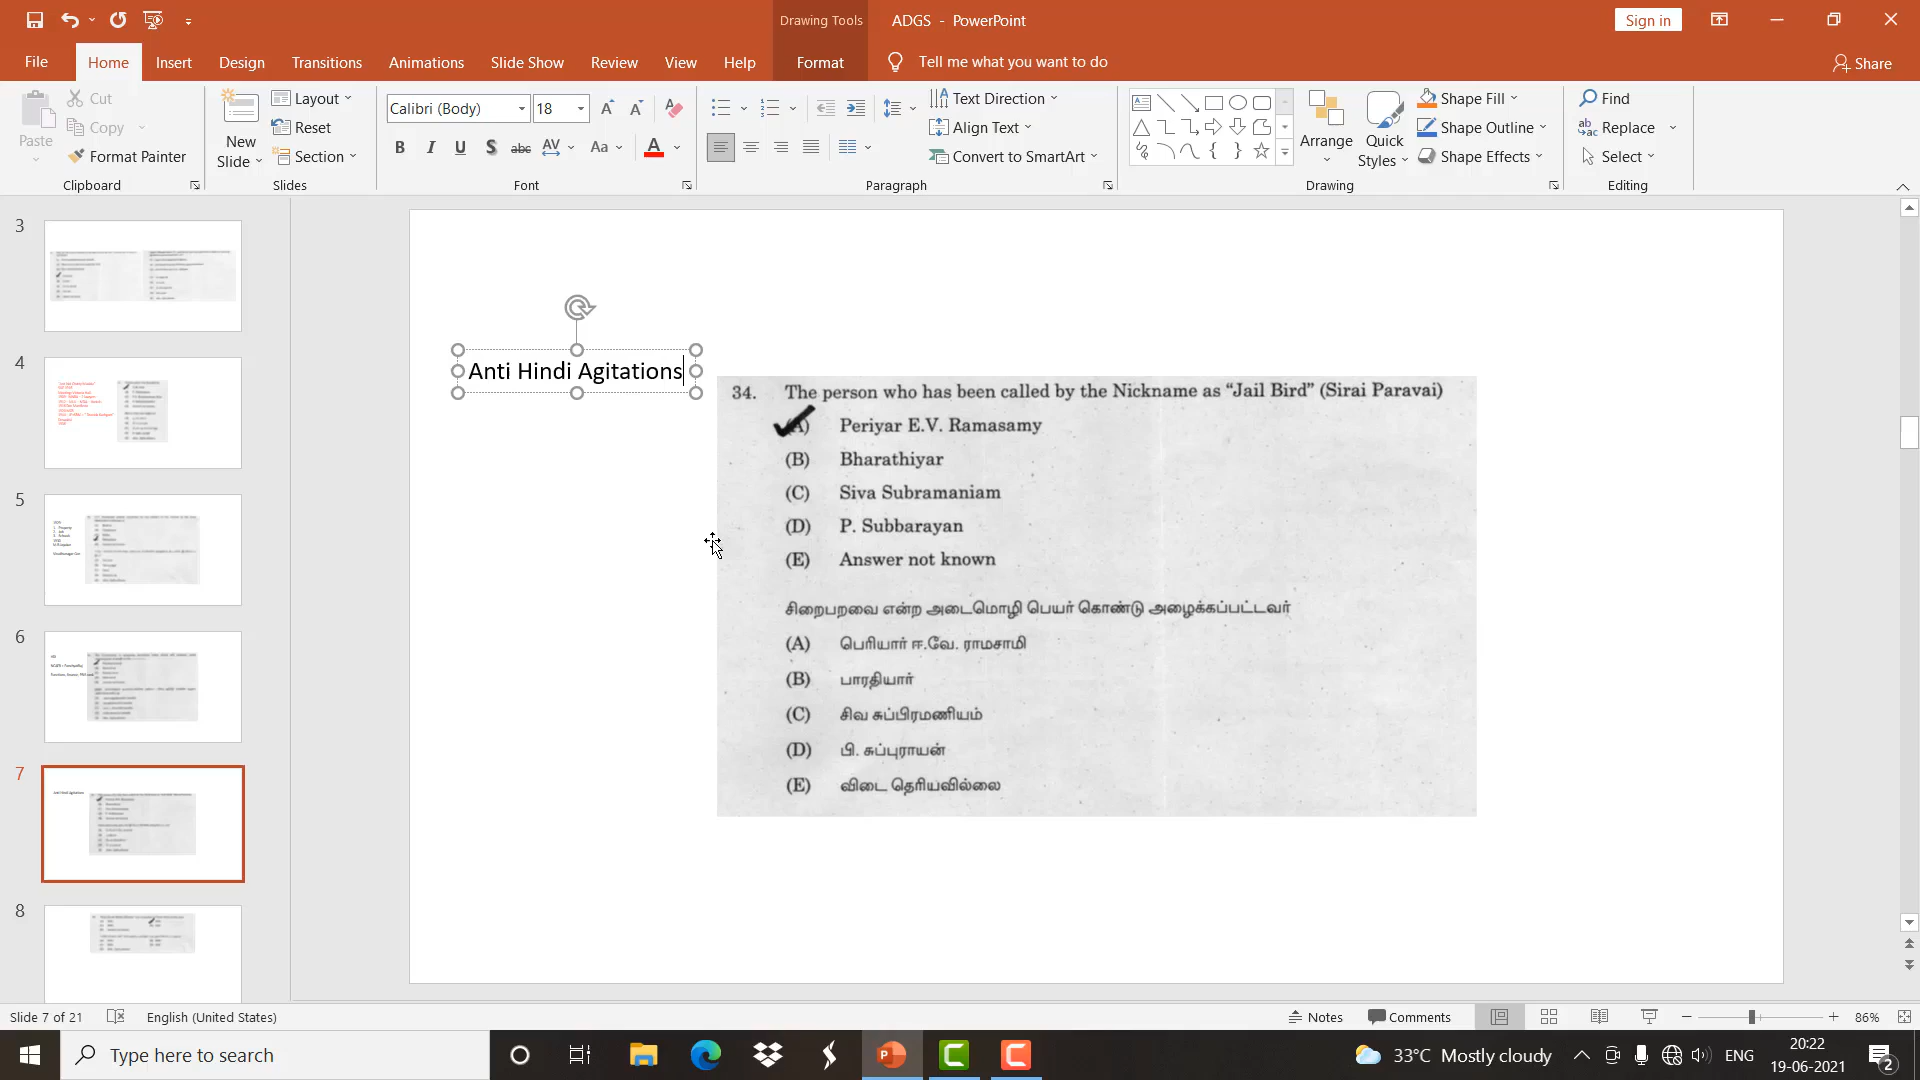 Drawing Tools
ADGS - PowerPoint
Sign in
File
Home
Insert
Design
Transitions
Animations
Slide Show
Review
View
Help
Format
Tell me what you want to do
Share
Paste
Cut
Copy
Format Painter
Clipboard
New
Slide
Layout
Reset
Section
Slides
Calibri (Body)
18
B I U S abc AV Aa A
Font
Text Direction
Align Text
Convert to SmartArt
Paragraph
Arrange
Quick
Styles
Shape Fill
Shape Outline
Shape Effects
Drawing
Find
Replace
Select
Editing
3
4
5
6
7
8
Anti Hindi Agitations
34. The person who has been called by the Nickname as “Jail Bird” (Sirai Paravai)
(A) Periyar E.V. Ramasamy
(B) Bharathiyar
(C) Siva Subramaniam
(D) P. Subbarayan
(E) Answer not known
சிறைபறவை என்ற அடைமொழி பெயர் கொண்டு அழைக்கப்பட்டவர்
(A) பெரியார் ஈ.வே. ராமசாமி
(B) பாரதியார்
(C) சிவ சுப்பிரமணியம்
(D) பி. சுப்புராயன்
(E) விடை தெரியவில்லை
Slide 7 of 21
English (United States)
Notes
Comments
86%
Type here to search
33°C Mostly cloudy
ENG
20:22
19-06-2021
2